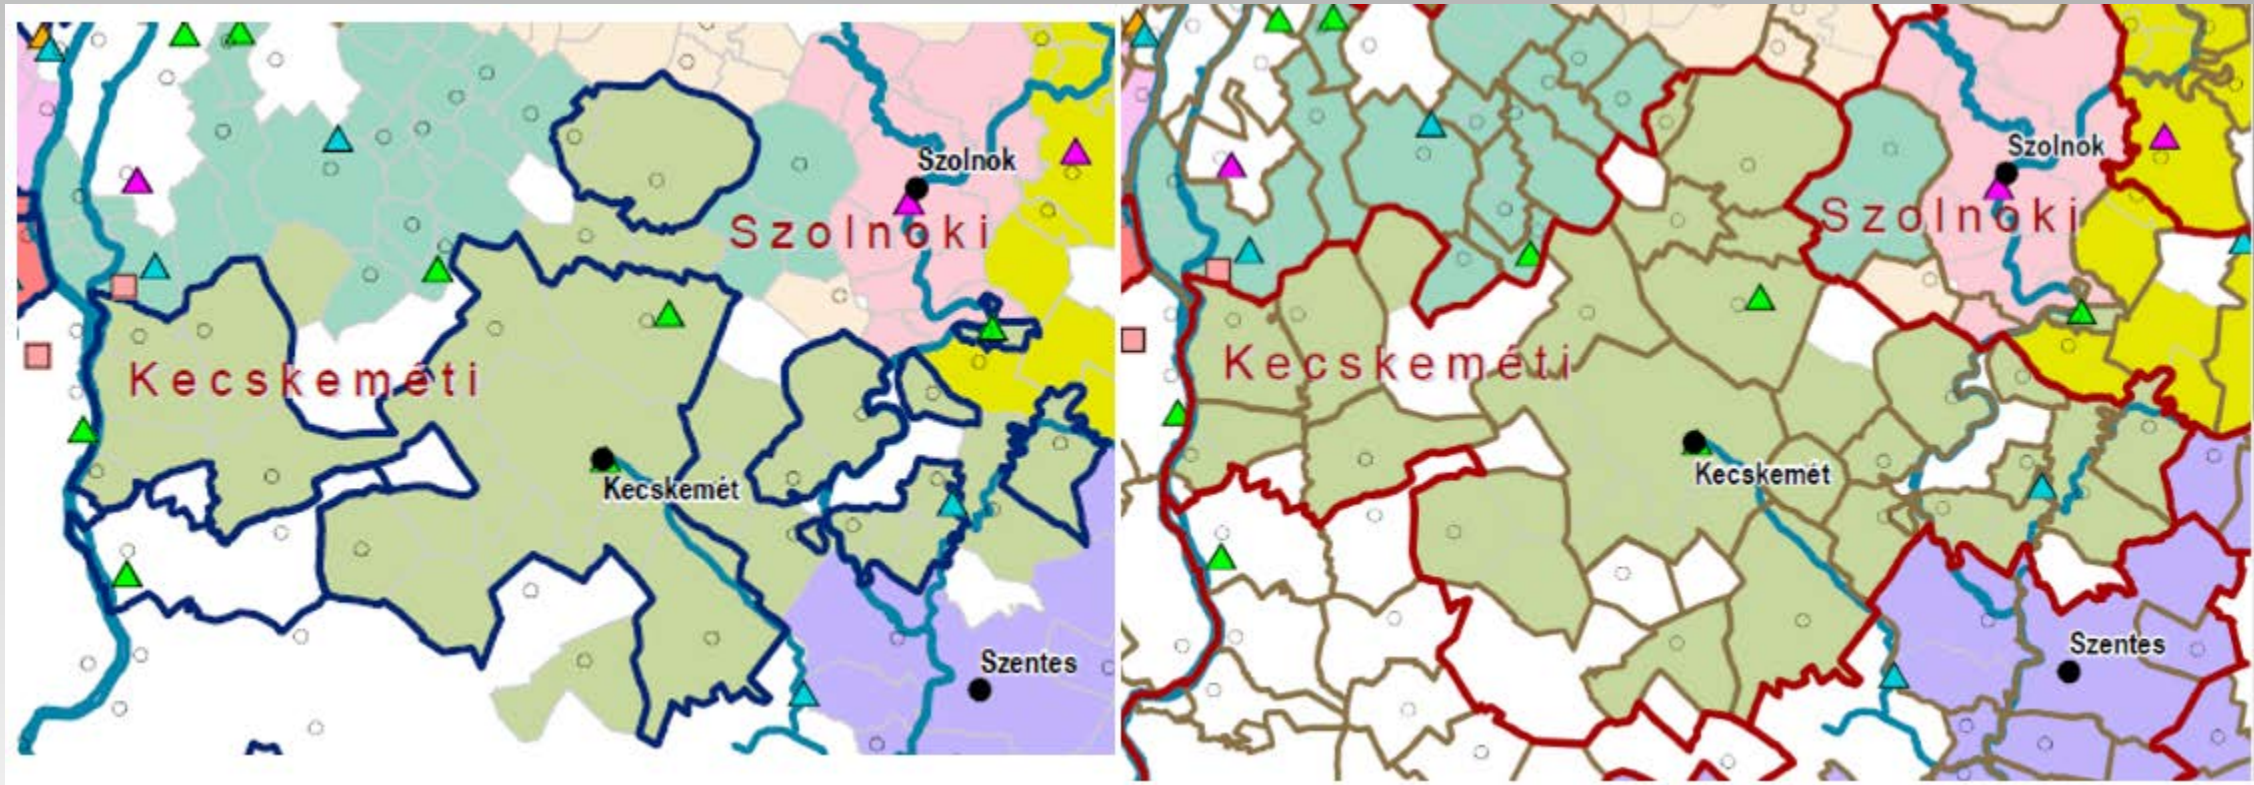 Szolnok
Szolnoki
Kecskeméti
Kecskemét
Szentes
Szolnok
Szolnoki
Kecskeméti
Kecskemét
Szentes